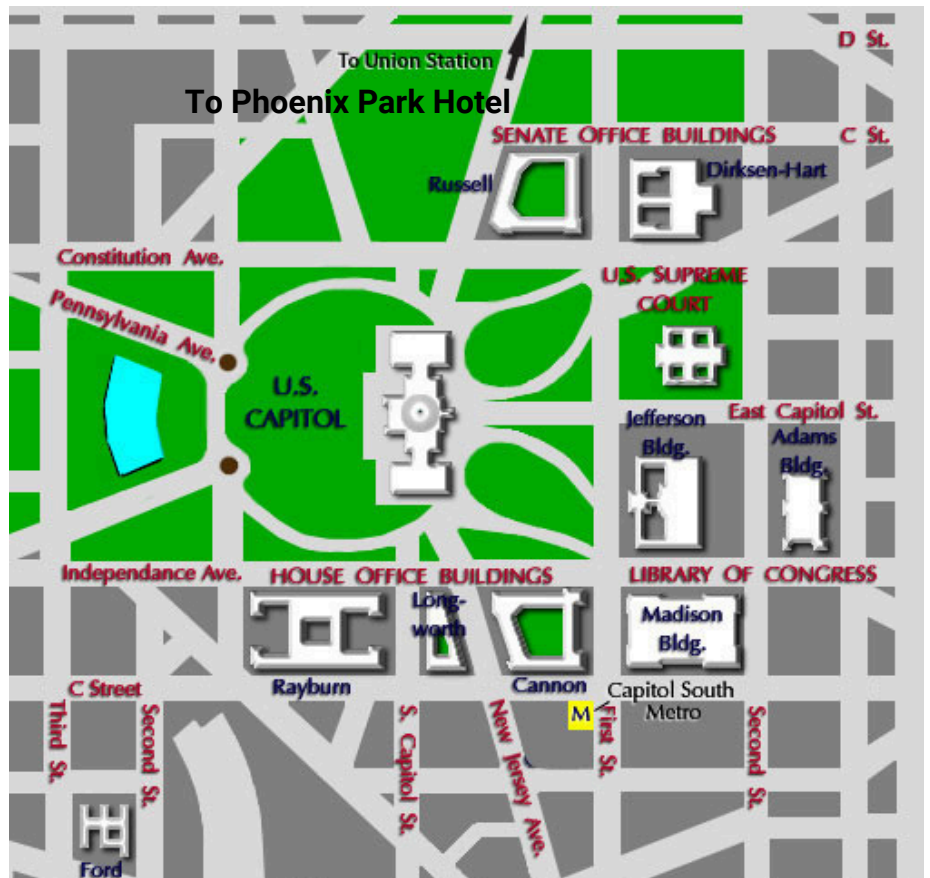 D St.
To Union Station
To Phoenix Park Hotel
SENATE OFFICE BUILDINGS
C St.
Russell
Dirksen-Hart
Constitution Ave.
U.S. SUPREME
COURT
Pennsylvania Ave.
U.S.
CAPITOL
East Capitol St.
Jefferson
Bldg.
Adams
Bldg.
Independance Ave.
HOUSE OFFICE BUILDINGS
LIBRARY OF CONGRESS
Long-
worth
Madison
Bldg.
Rayburn
Cannon
C Street
Capitol South
Metro
M
Third St.
Second St.
S. Capitol St.
New Jersey Ave.
First St.
Second St.
Ford